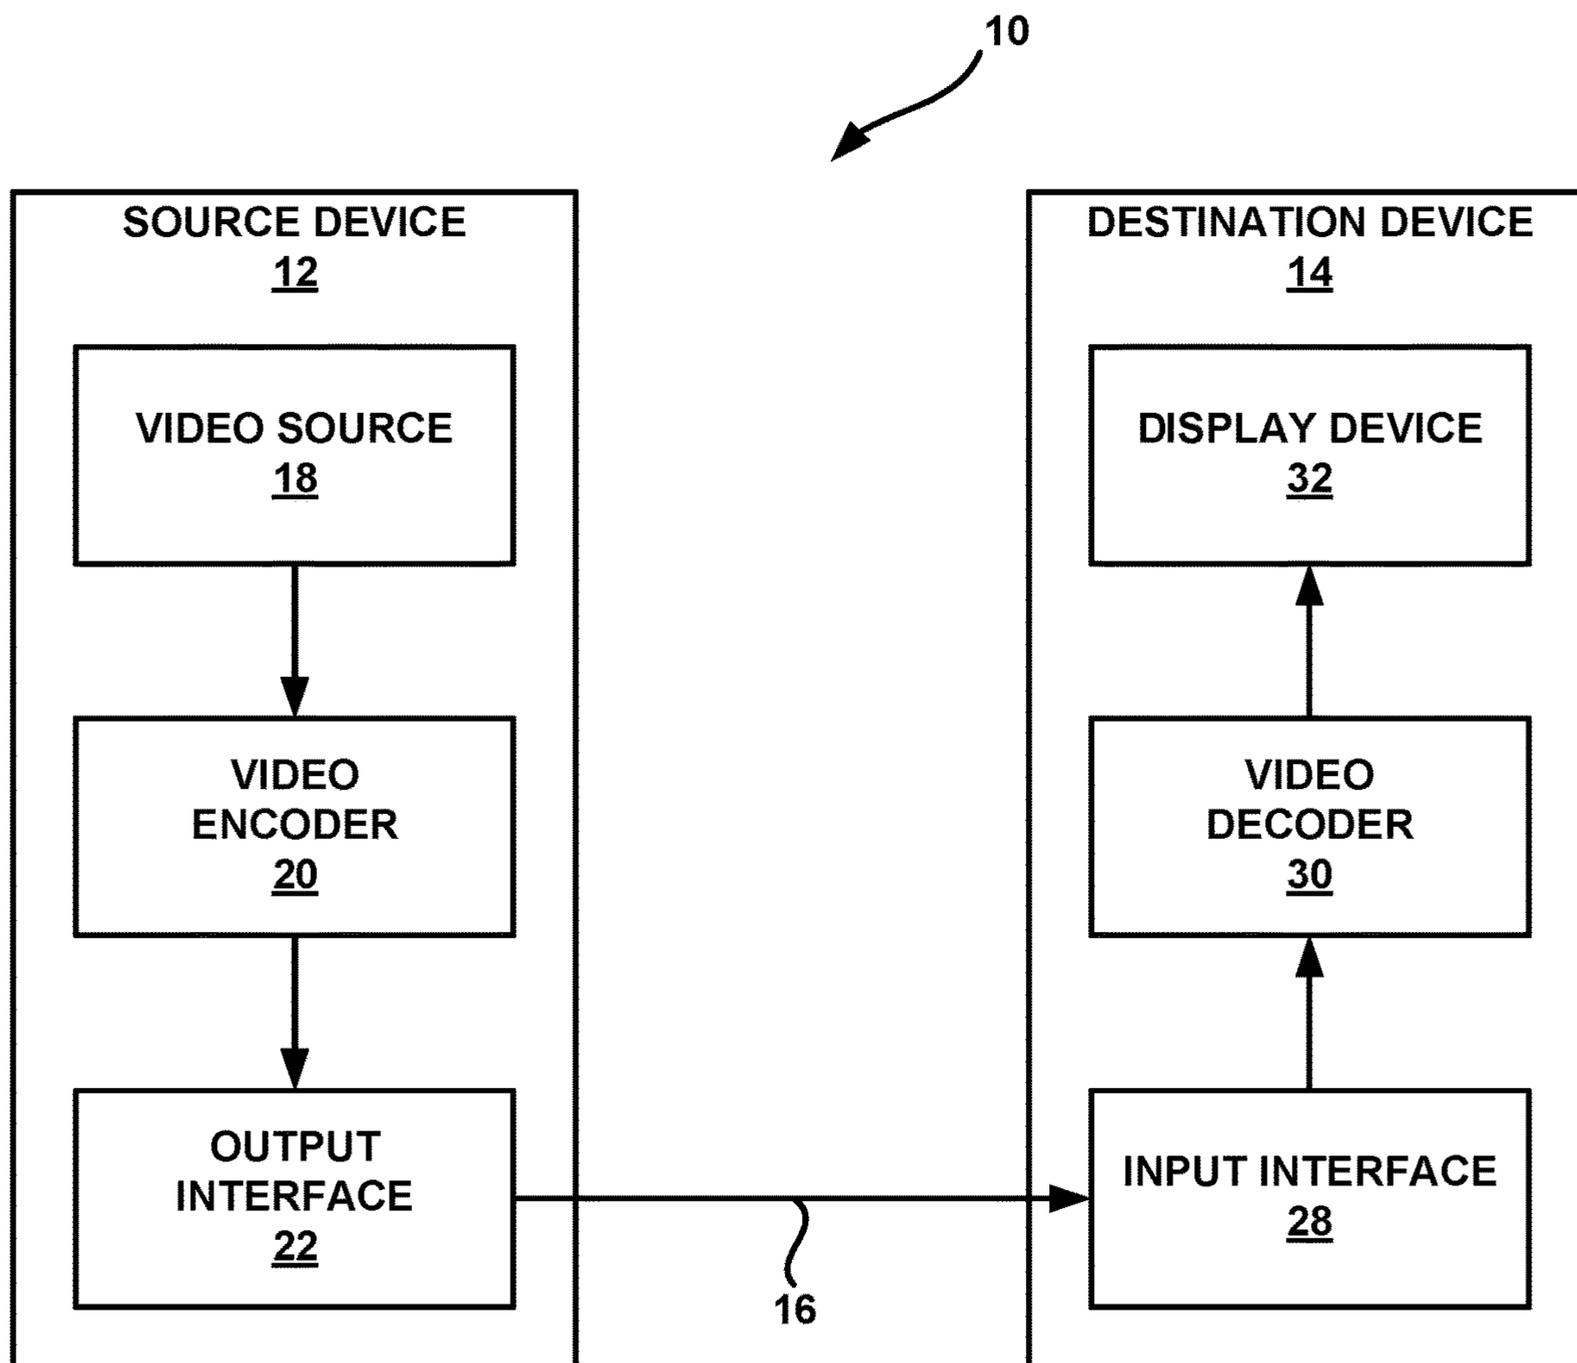 10
SOURCE DEVICE
12
VIDEO SOURCE
18
VIDEO
ENCODER
20
OUTPUT
INTERFACE
22
16
DESTINATION DEVICE
14
DISPLAY DEVICE
32
VIDEO
DECODER
30
INPUT INTERFACE
28